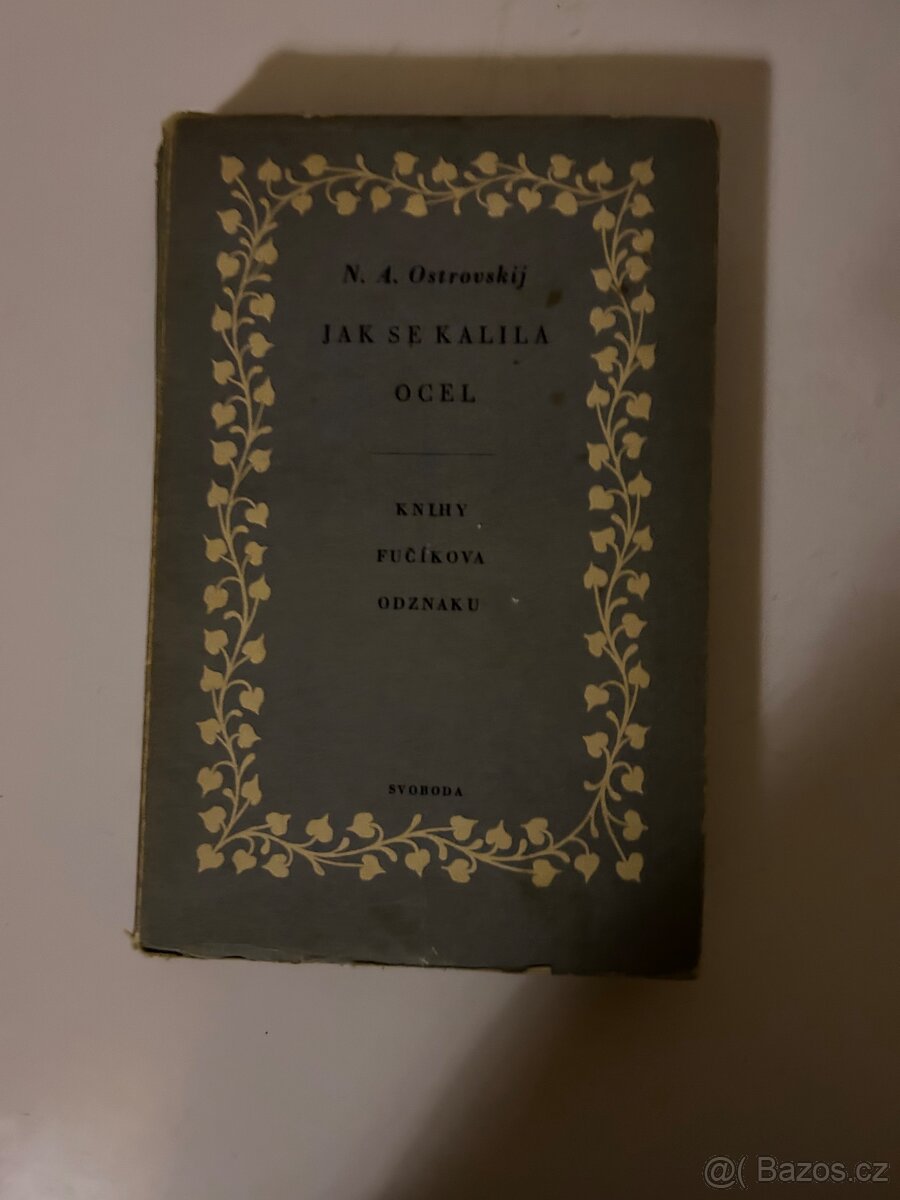 N. A. Ostrovskij
JAK SE KALILA
OCEL
KNIHY
FUČÍKOVA
ODZNAKU
SVOBODA
@( Bazos.cz